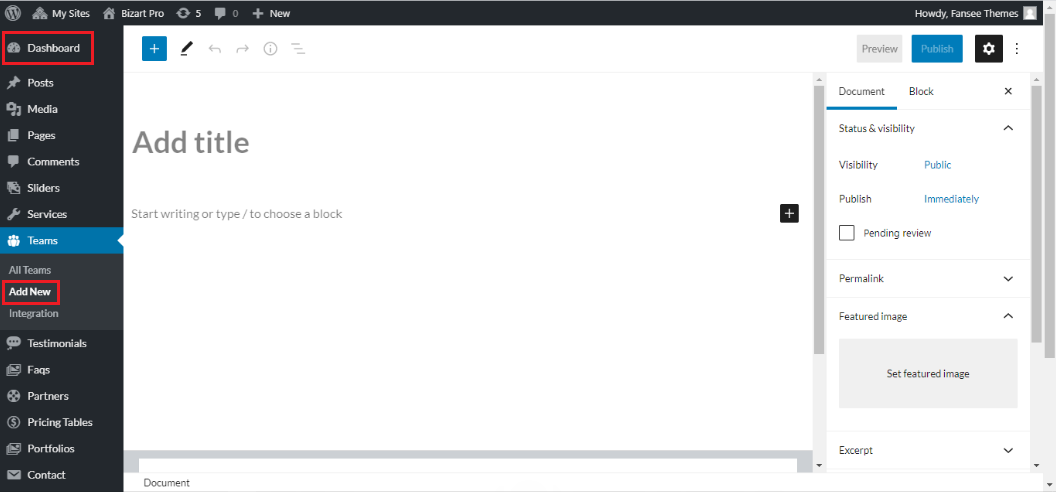 My Sites
Bizart Pro
5
0
New
Howdy, Fansee Themes
Dashboard
Posts
Media
Pages
Comments
Sliders
Services
Teams
All Teams
Add New
Integration
Testimonials
Faqs
Partners
Pricing Tables
Portfolios
Contact
Preview
Publish
Add title
Start writing or type / to choose a block
Document
Document
Block
Status & visibility
Visibility
Public
Publish
Immediately
Pending review
Permalink
Featured image
Set featured image
Excerpt